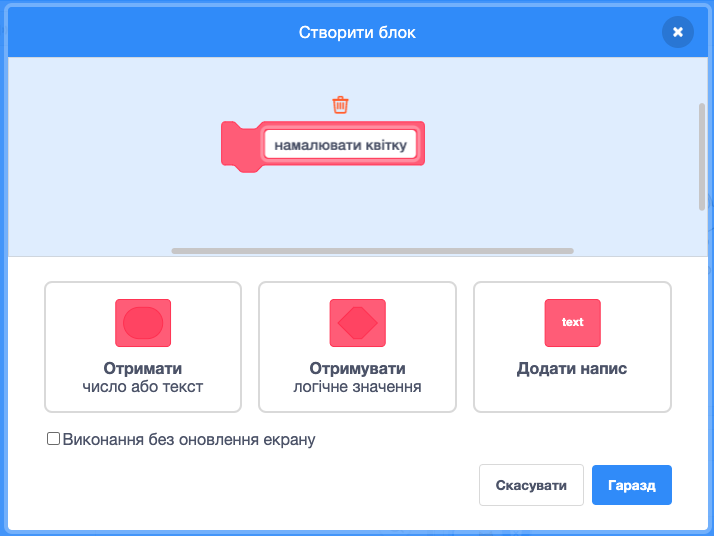 Створити блок
намалювати квітку
text
Отримати
число або текст
Отримувати
логічне значення
Додати напис
Виконання без оновлення екрану
Скасувати
Гаразд